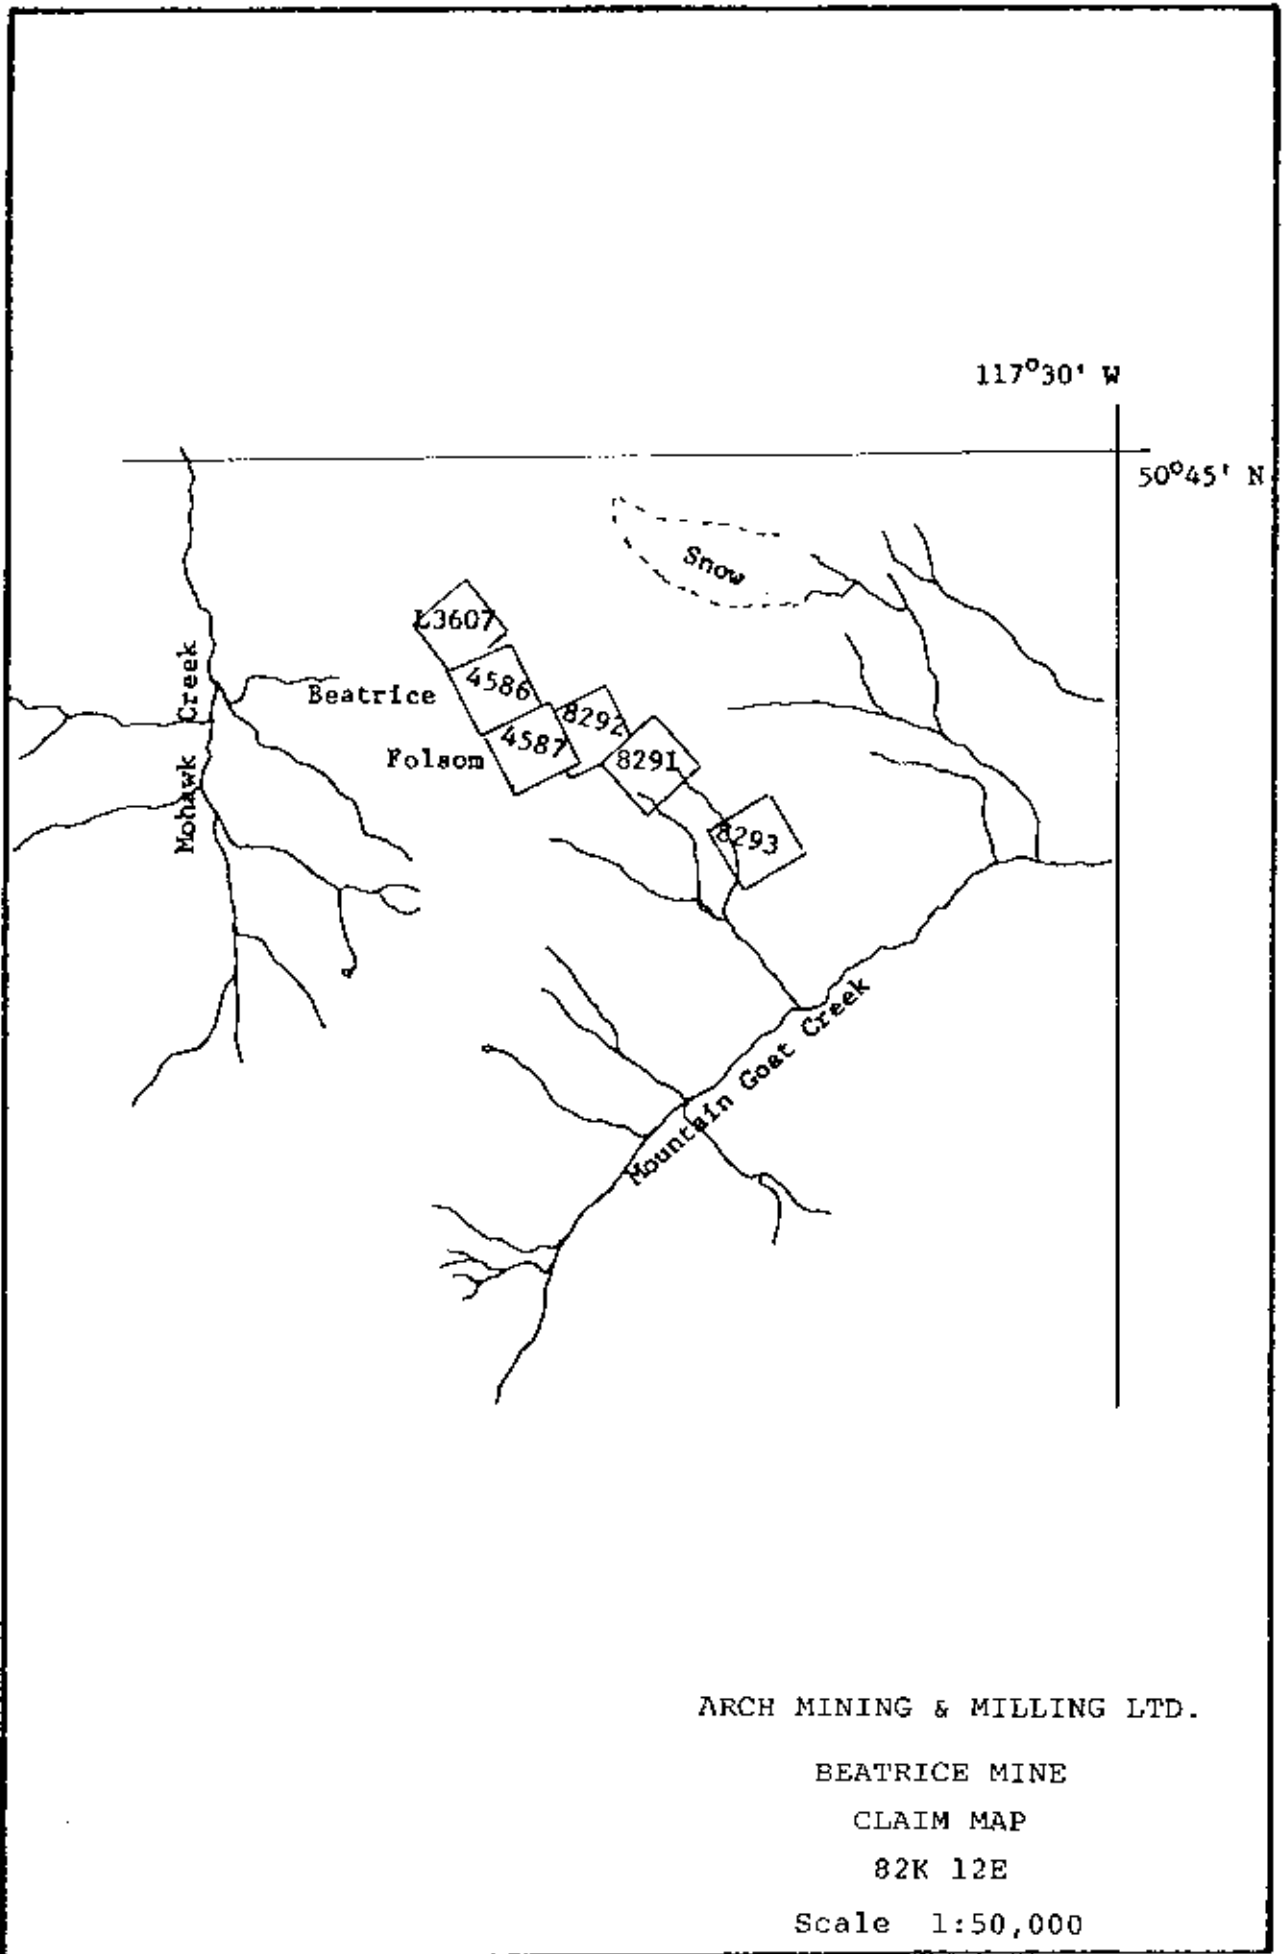 117°30' W
50°45' N
Snow
L3607
Mohawk Creek
Beatrice
4586
8292
Folsom
4587
8291
8293
Mountain Goat Creek
ARCH MINING & MILLING LTD.
BEATRICE MINE
CLAIM MAP
82K 12E
Scale 1:50,000